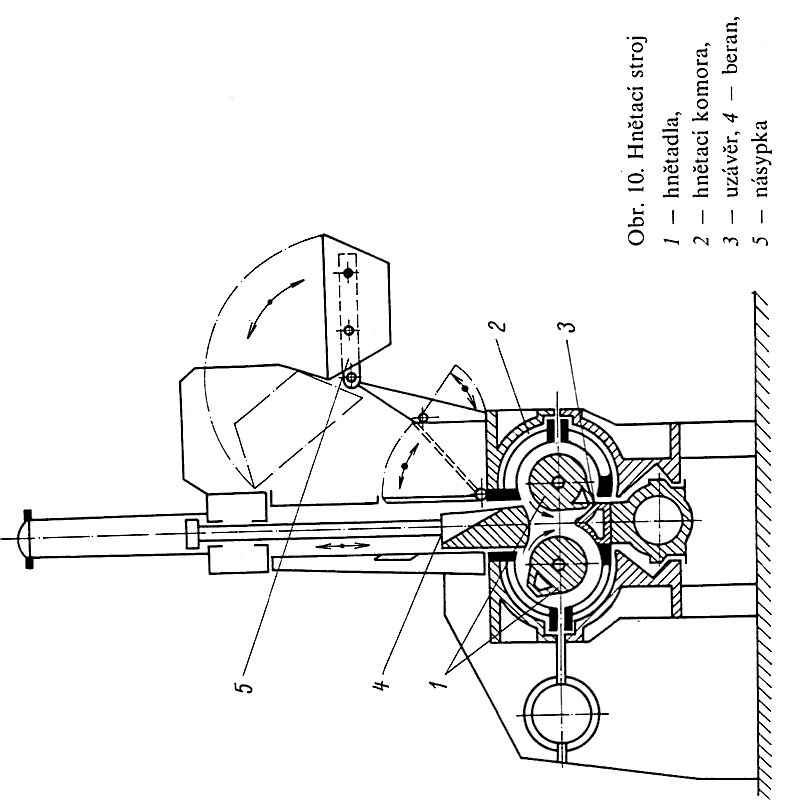 2
3
5
4
1
Obr. 10. Hnětací stroj
1 – hnětadla,
2 – hnětací komora,
3 – uzávěr, 4 – beran,
5 – násypka